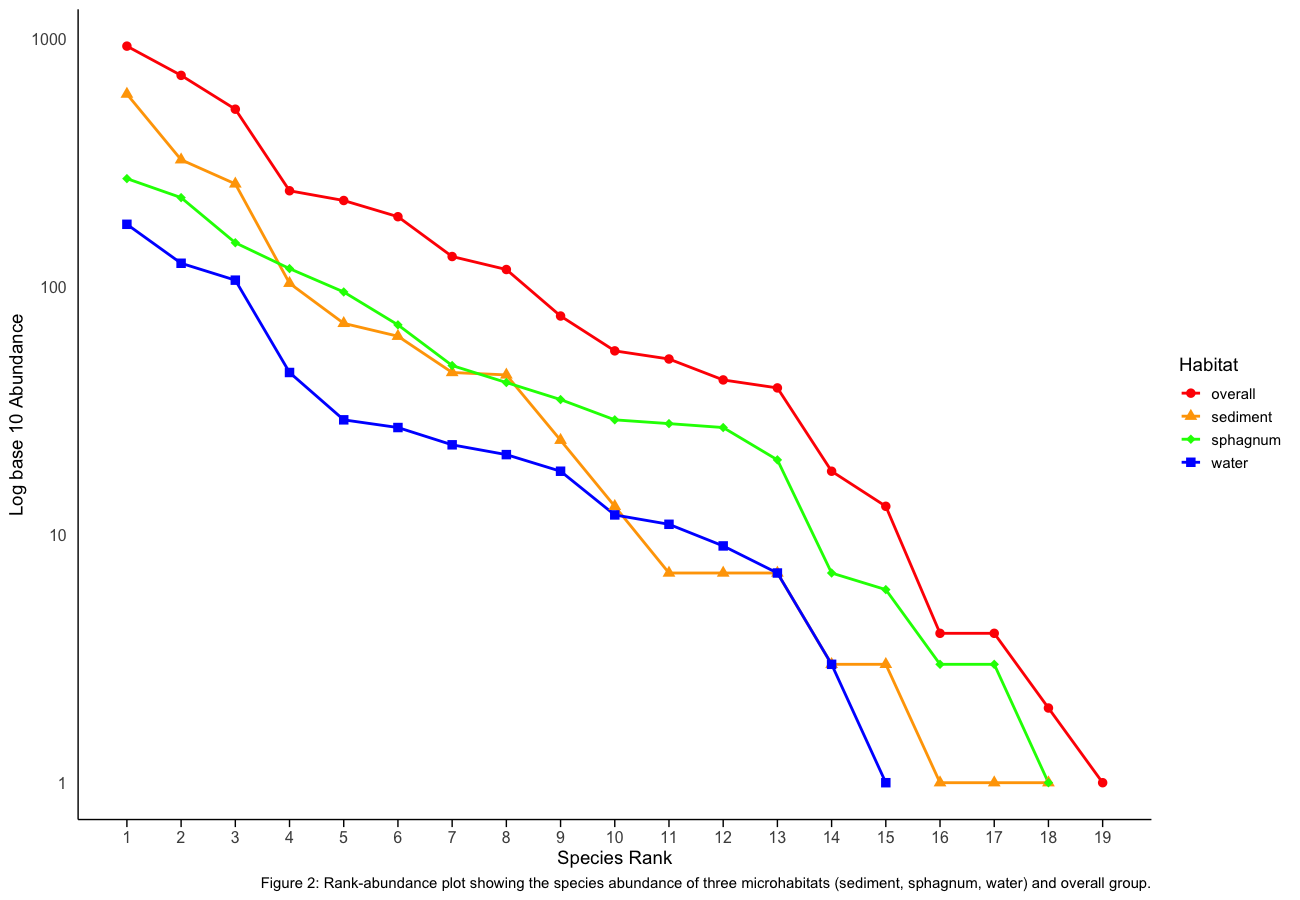 1000
100
10
1
Log base 10 Abundance
1 2 3 4 5 6 7 8 9 10 11 12 13 14 15 16 17 18 19
Species Rank
Habitat
overall
sediment
sphagnum
water
Figure 2: Rank-abundance plot showing the species abundance of three microhabitats (sediment, sphagnum, water) and overall group.